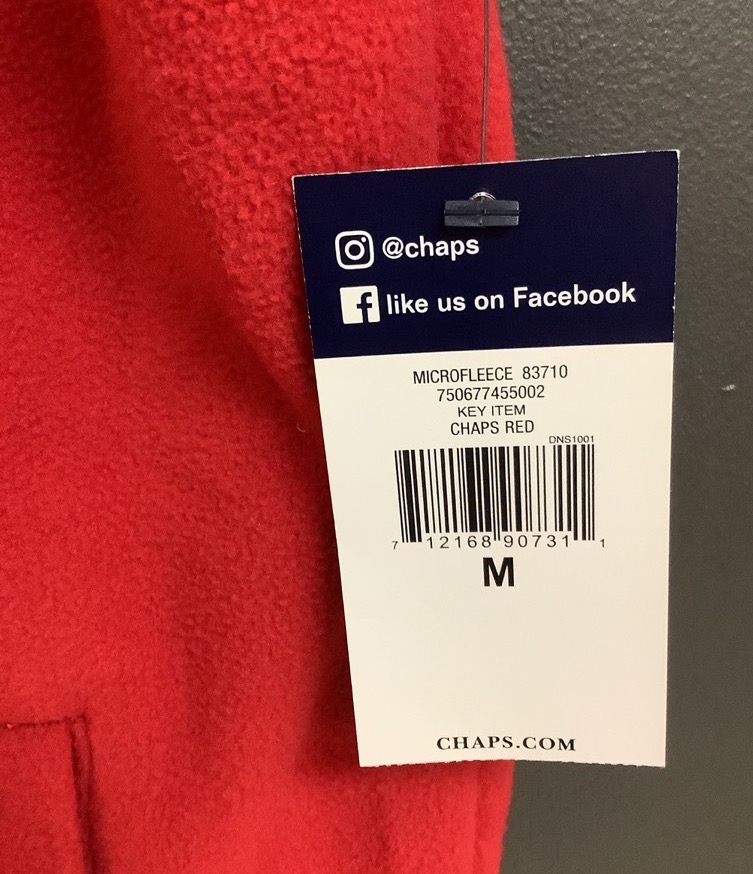 @chaps
like us on Facebook
MICROFLEECE 83710
750677455002
KEY ITEM
CHAPS RED
DNS1001
7 12168 90731 1
M
CHAPS.COM